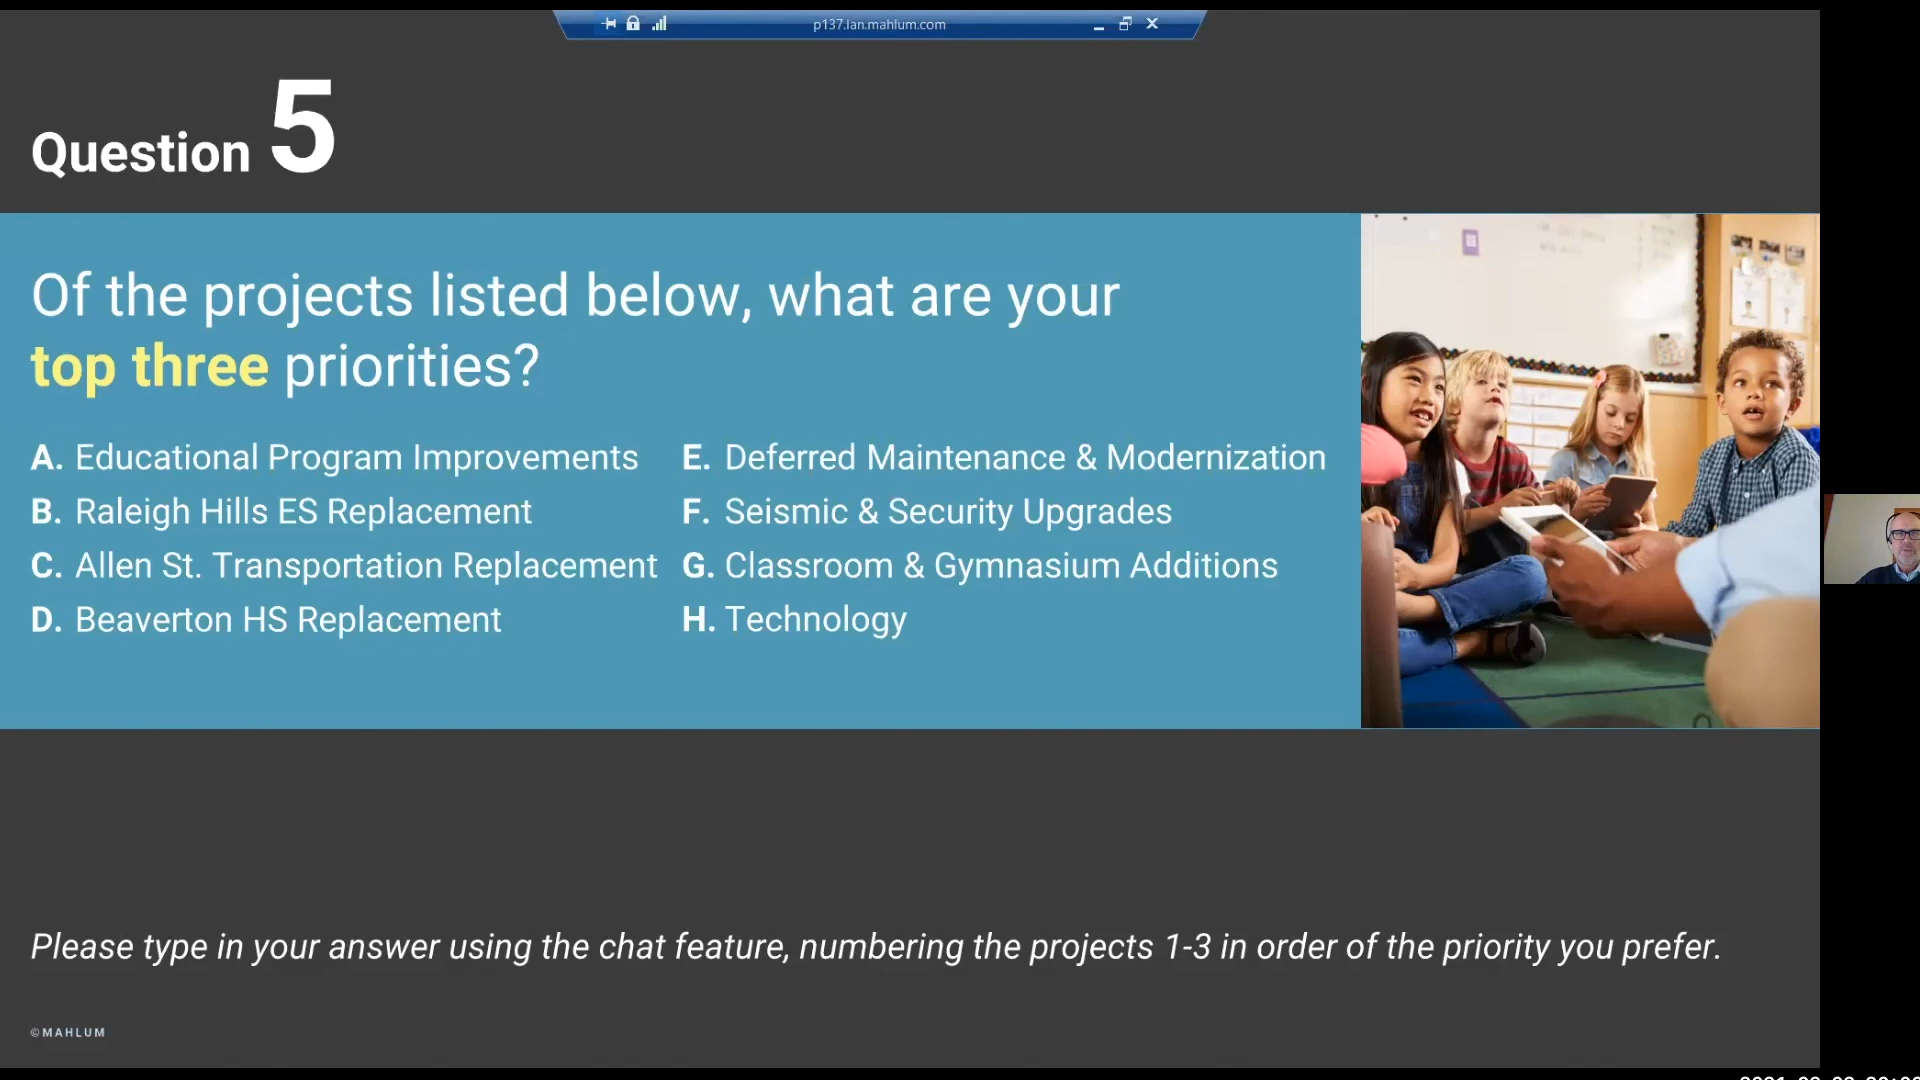 p137.lan.mahlum.com
Question 5
Of the projects listed below, what are your
top three priorities?
A. Educational Program Improvements
B. Raleigh Hills ES Replacement
C. Allen St. Transportation Replacement
D. Beaverton HS Replacement
E. Deferred Maintenance & Modernization
F. Seismic & Security Upgrades
G. Classroom & Gymnasium Additions
H. Technology
Please type in your answer using the chat feature, numbering the projects 1-3 in order of the priority you prefer.
©MAHLUM